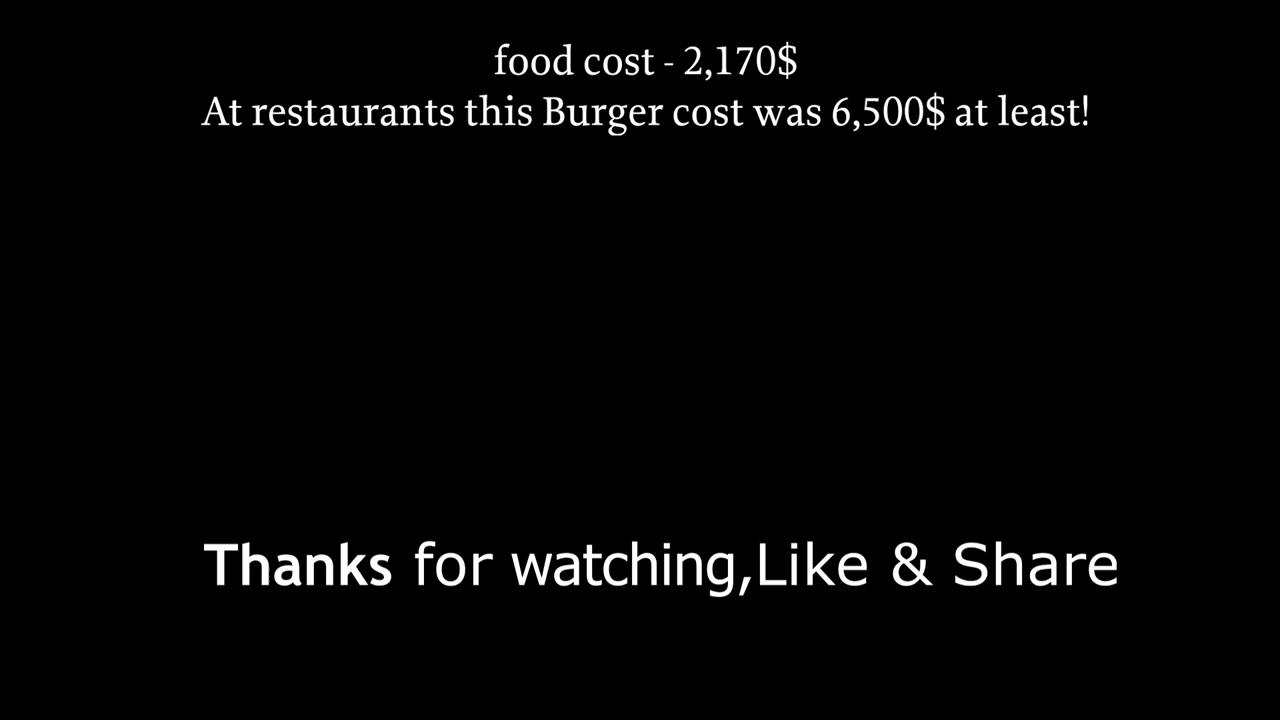 food cost - 2,170$
At restaurants this Burger cost was 6,500$ at least!
Thanks for watching,Like & Share